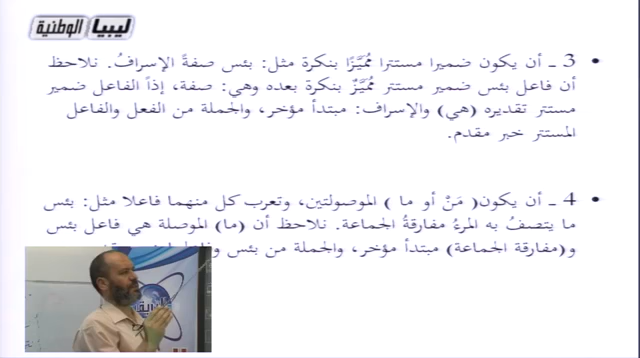 ليبيا الوطنية
3 ـ أن يكون ضميرا مستترا مُمَيَّزًا بنكرة مثل: بئس صفةً الإسرافُ. نلاحظ
أن فاعل بئس ضمير مستتر مُمَيَّزٌ بنكرة بعده وهي: صفة، إذاً الفاعل ضمير
مستتر تقديره (هي) والإسراف: مبتدأ مؤخر، والجملة من الفعل والفاعل
المستتر خبر مقدم.
4 ـ أن يكون( مَنْ أو ما ) الموصولتين، وتعرب كل منهما فاعلا مثل: بئس
ما يتصفُ به المرءُ مفارقةُ الجماعة. نلاحظ أن (ما) الموصلة هي فاعل بئس
و(مفارقة الجماعة) مبتدأ مؤخر، والجملة من بئس